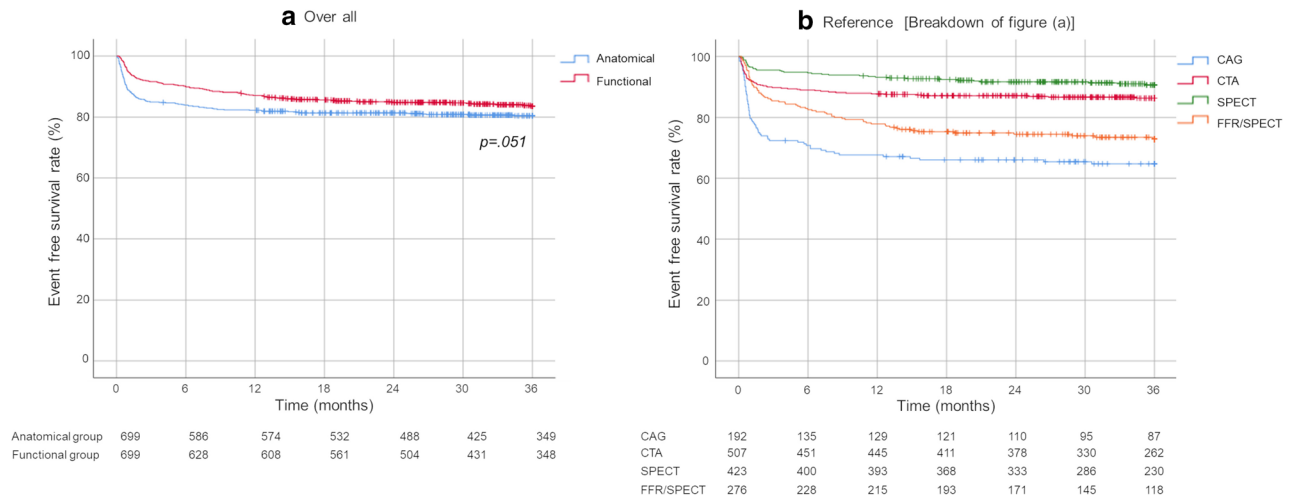 a Over all
100
80
60
40
20
0
Event free survival rate (%)
0 6 12 18 24 30 36
Time (months)
Anatomical
Functional
p=.051
Anatomical group 699 586 574 532 488 425 349
Functional group 699 628 608 561 504 431 348
b Reference [Breakdown of figure (a)]
100
80
60
40
20
0
Event free survival rate (%)
0 6 12 18 24 30 36
Time (months)
CAG
CTA
SPECT
FFR/SPECT
CAG 192 135 129 121 110 95 87
CTA 507 451 445 411 378 330 262
SPECT 423 400 393 368 333 286 230
FFR/SPECT 276 228 215 193 171 145 118